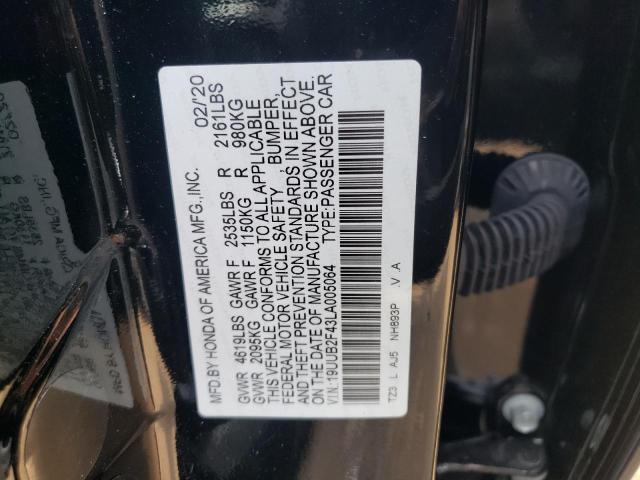 MFD.BY HONDA OF AMERICA MFG.,INC. 02/'20
GVWR 4619LBS GAWR F 2535LBS R 2161LBS
GVWR 2095KG GAWR F 1150KG R 980KG
THIS VEHICLE CONFORMS TO ALL APPLICABLE
FEDERAL MOTOR VEHICLE SAFETY , BUMPER,
AND THEFT PREVENTION STANDARDS IN EFFECT
ON THE DATE OF MANUFACTURE SHOWN ABOVE.
V.I.N.:19UUB2F43LA005064 TYPE:PASSENGER CAR
TZ3 L AJ5 NH893P .V .A